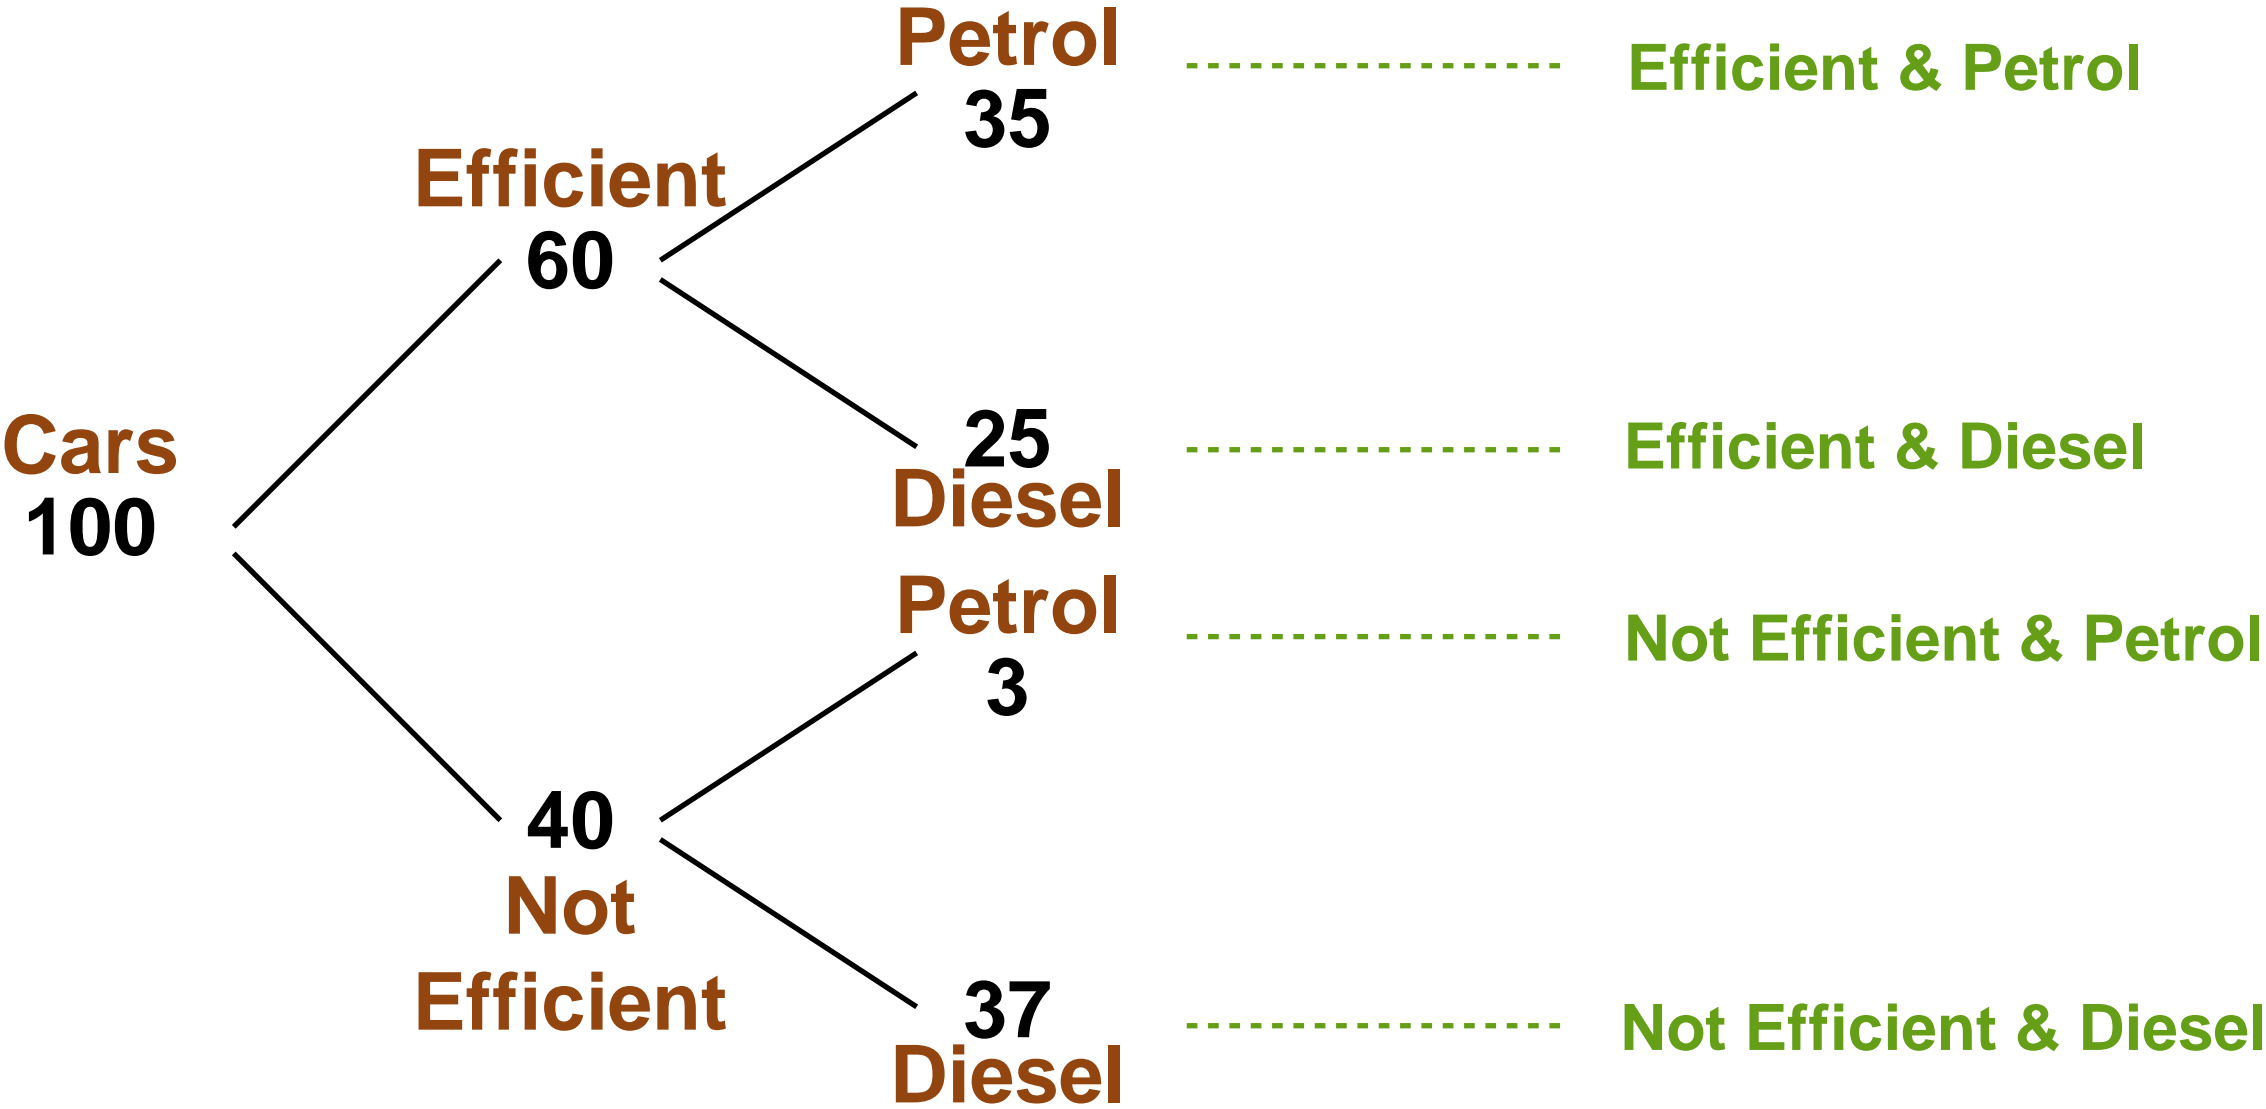 Cars
100
Efficient
60
40
Not
Efficient
Petrol
35
25
Diesel
Petrol
3
37
Diesel
Efficient & Petrol
Efficient & Diesel
Not Efficient & Petrol
Not Efficient & Diesel